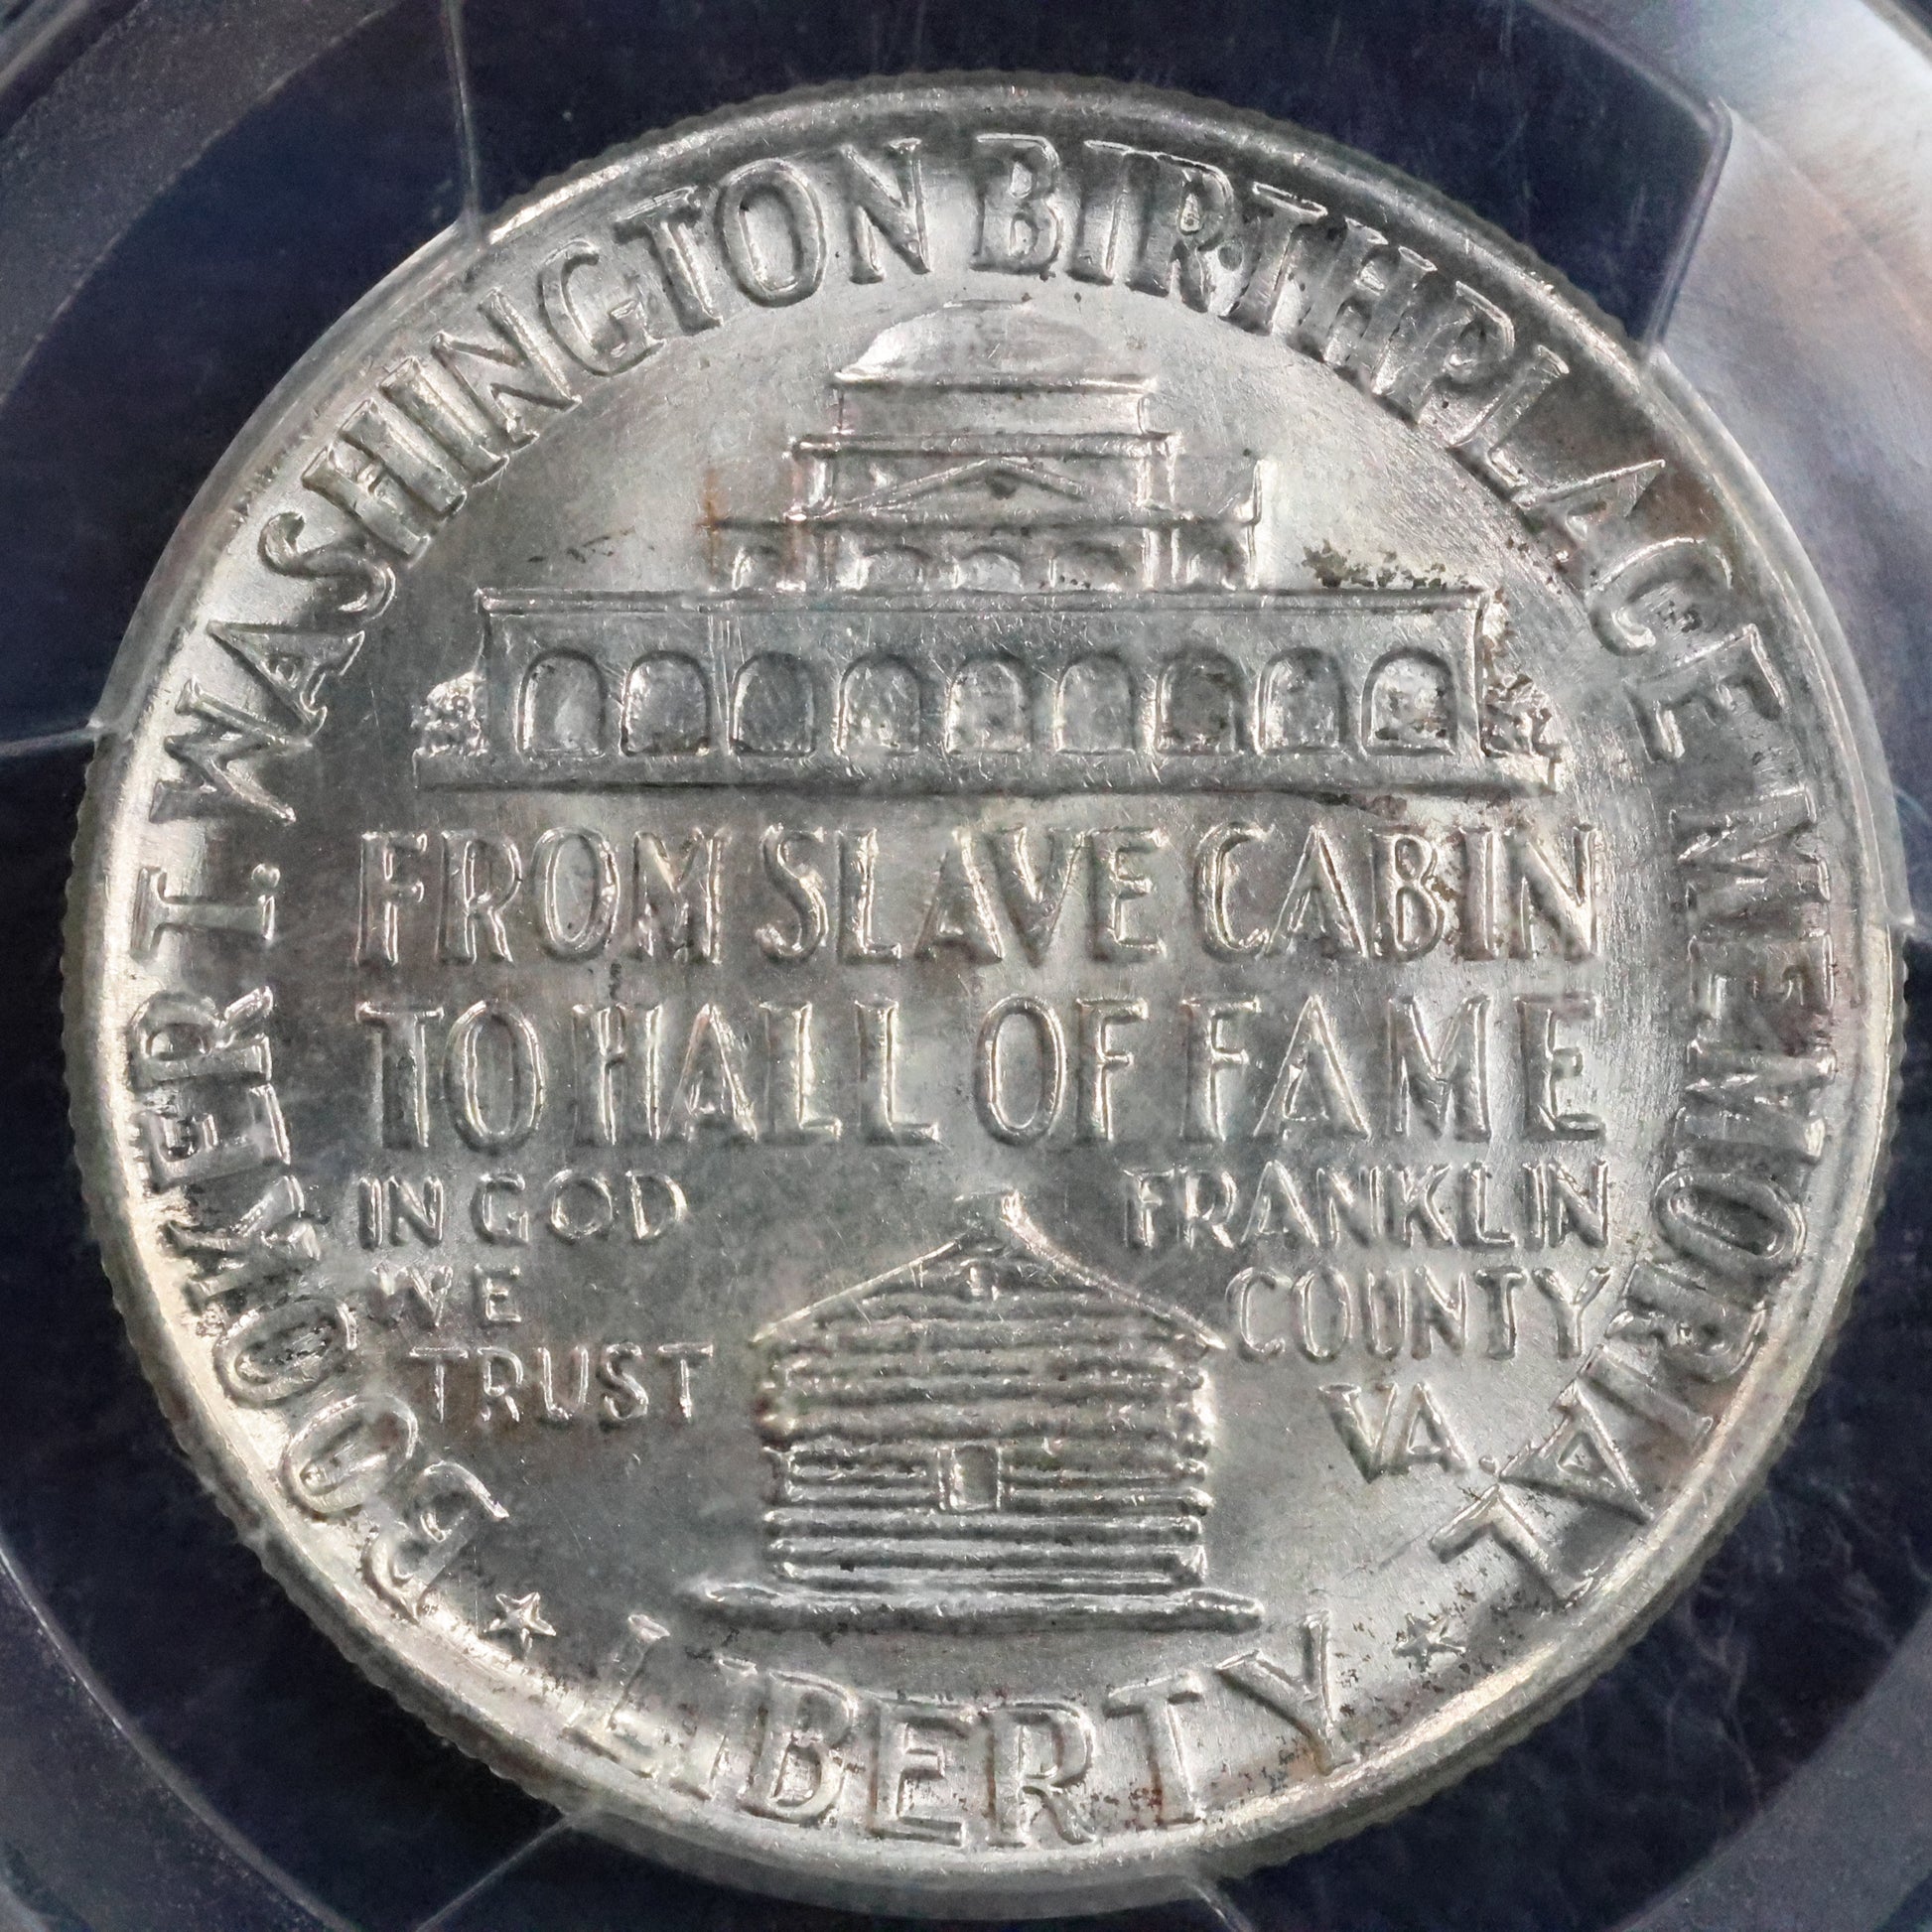 BOOKER T. WASHINGTON BIRTHPLACE MEMORIAL
FROM SLAVE CABIN
TO HALL OF FAME
IN GOD
WE
TRUST
FRANKLIN
COUNTY
VA.
LIBERTY